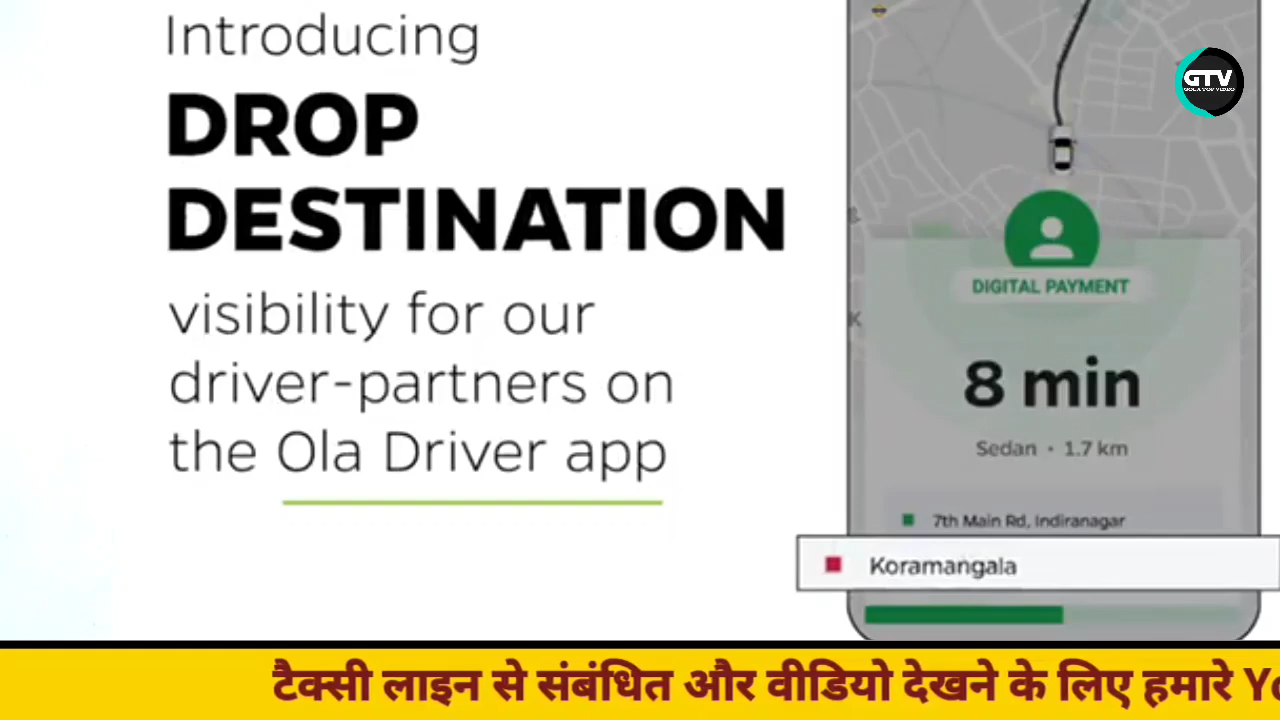 Introducing
DROP
DESTINATION
visibility for our
driver-partners on
the Ola Driver app
GTV
DIGITAL PAYMENT
8 min
Sedan • 1.7 km
7th Main Rd, Indiranagar
Koramangala
टैक्सी लाइन से संबंधित और वीडियो देखने के लिए हमारे